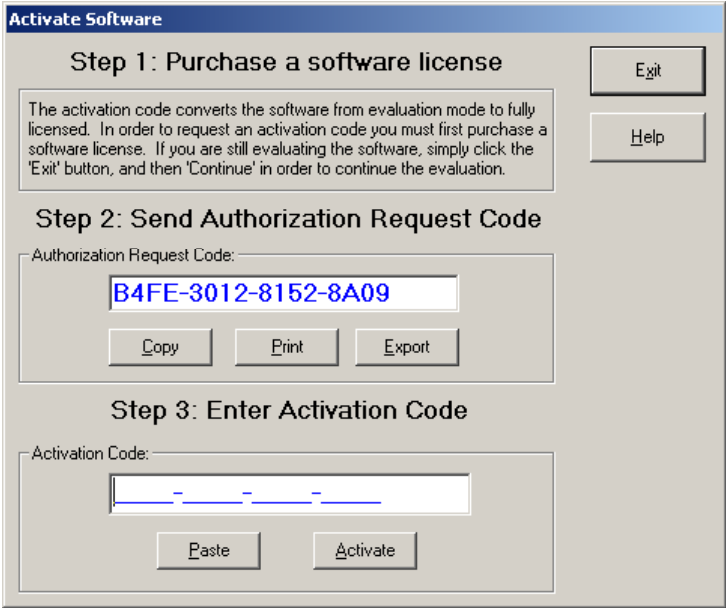 Activate Software
Step 1: Purchase a software license
Exit
The activation code converts the software from evaluation mode to fully
licensed. In order to request an activation code you must first purchase a
software license. If you are still evaluating the software, simply click the
'Exit' button, and then 'Continue' in order to continue the evaluation.
Help
Step 2: Send Authorization Request Code
Authorization Request Code:
B4FE-3012-8152-8A09
Copy Print Export
Step 3: Enter Activation Code
Activation Code:
____-____-____-____
Paste Activate